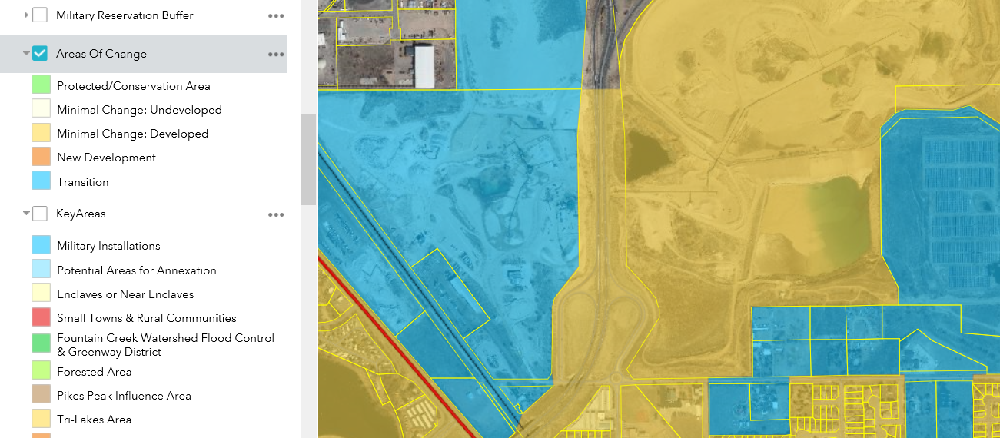 Military Reservation Buffer
Areas Of Change
Protected/Conservation Area
Minimal Change: Undeveloped
Minimal Change: Developed
New Development
Transition
KeyAreas
Military Installations
Potential Areas for Annexation
Enclaves or Near Enclaves
Small Towns & Rural Communities
Fountain Creek Watershed Flood Control
& Greenway District
Forested Area
Pikes Peak Influence Area
Tri-Lakes Area